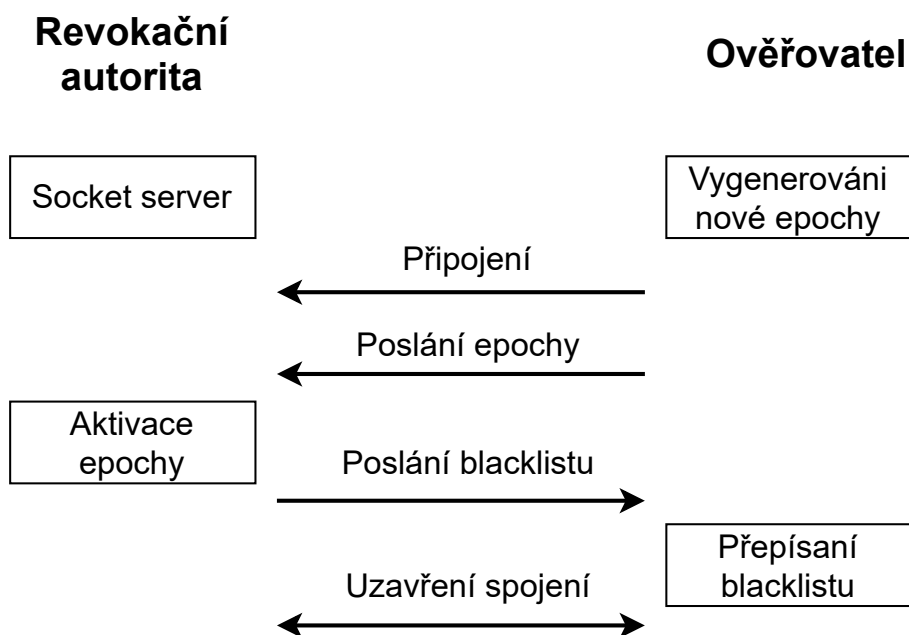 Revokační
autorita
Ověřovatel
Socket server
Vygenerováni
nové epochy
Připojení
Poslání epochy
Aktivace
epochy
Poslání blacklistu
Přepísaní
blacklistu
Uzavření spojení